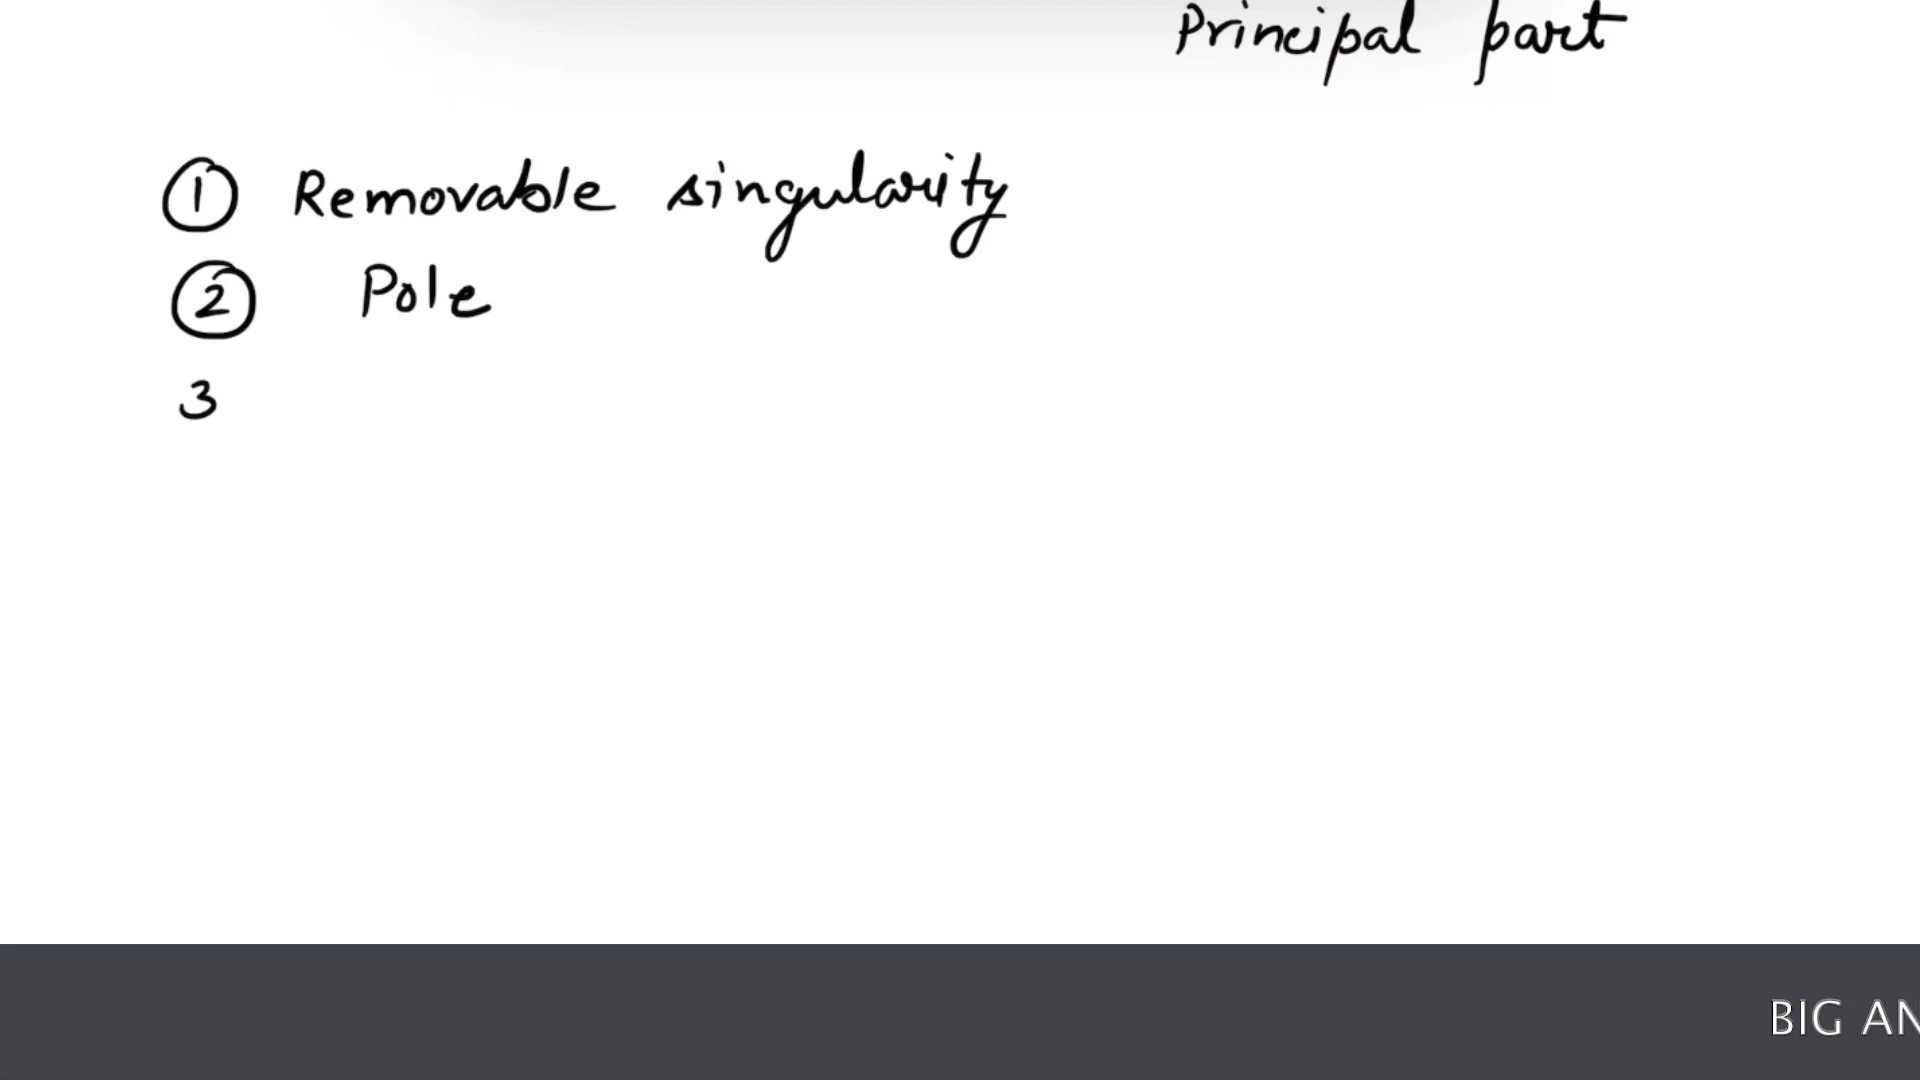 Principal part
① Removable singularity
② Pole
3
BIG AN